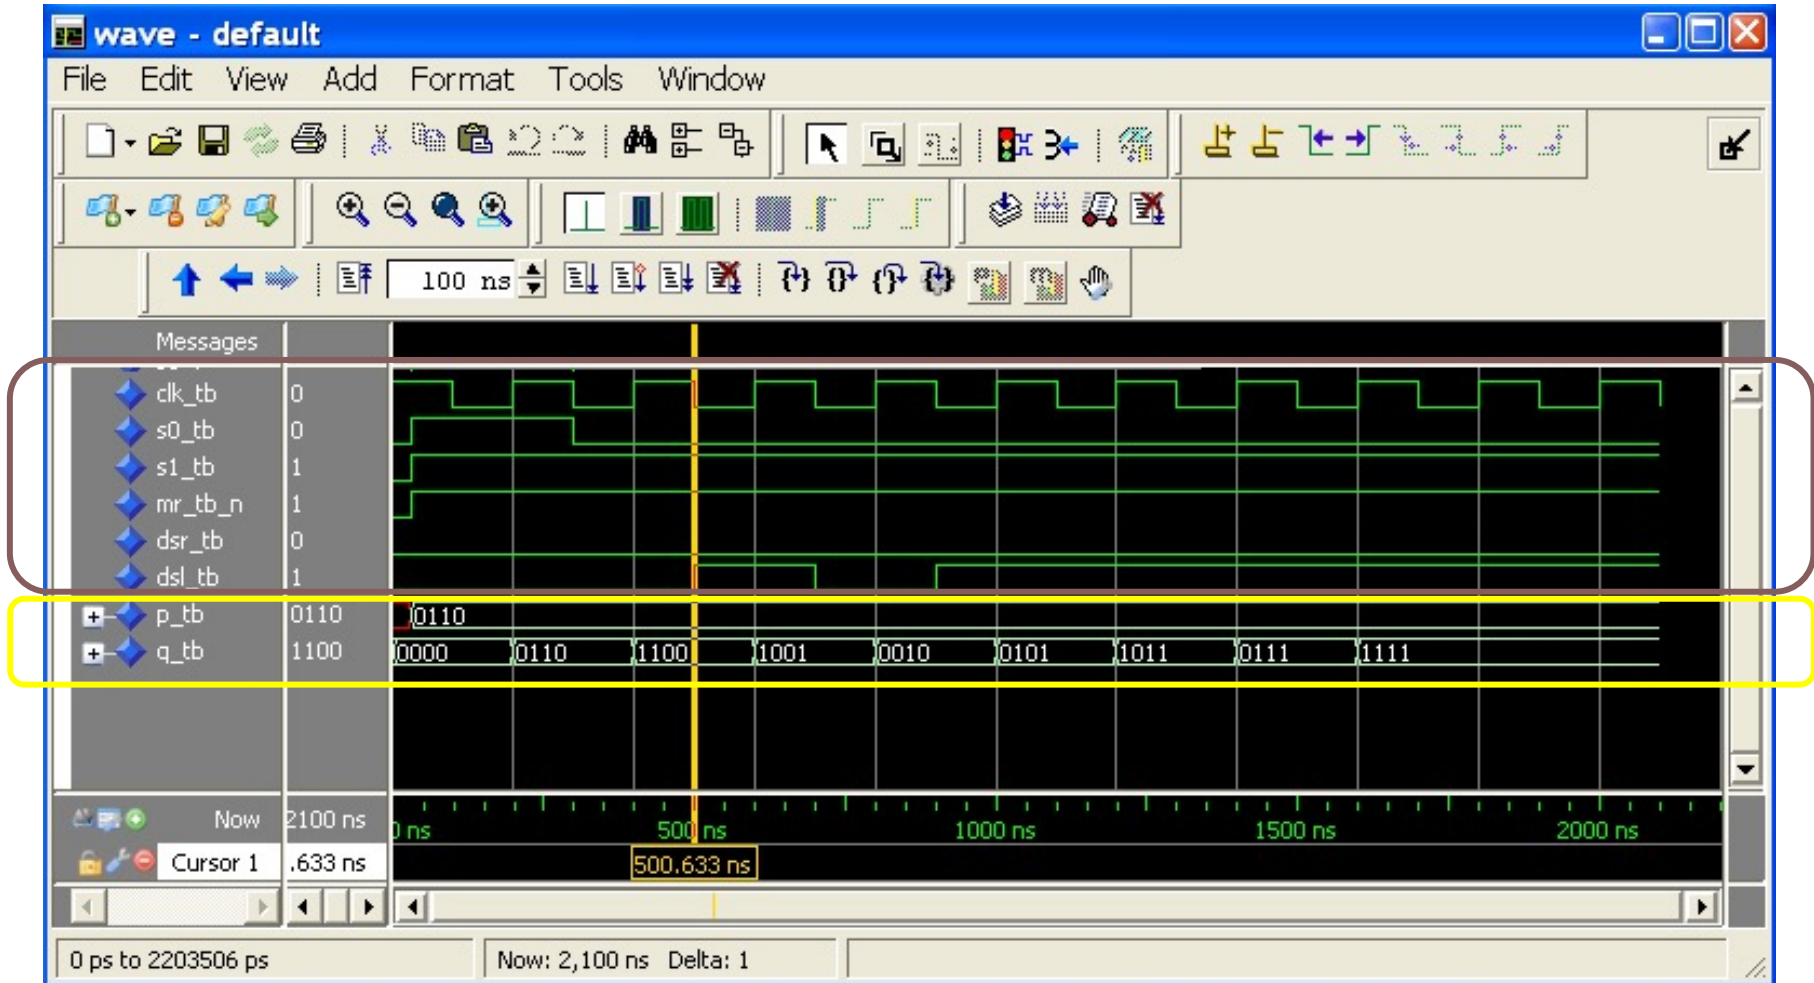 wave - default
File Edit View Add Format Tools Window
100 ns
Messages
clk_tb 0
s0_tb 0
s1_tb 1
mr_tb_n 1
dsr_tb 0
dsl_tb 1
p_tb 0110 0110
q_tb 1100 0000 0110 1100 1001 0010 0101 1011 0111 1111
Now 2100 ns 0 ns 500 ns 1000 ns 1500 ns 2000 ns
Cursor 1 .633 ns 500.633 ns
0 ps to 2203506 ps Now: 2,100 ns Delta: 1